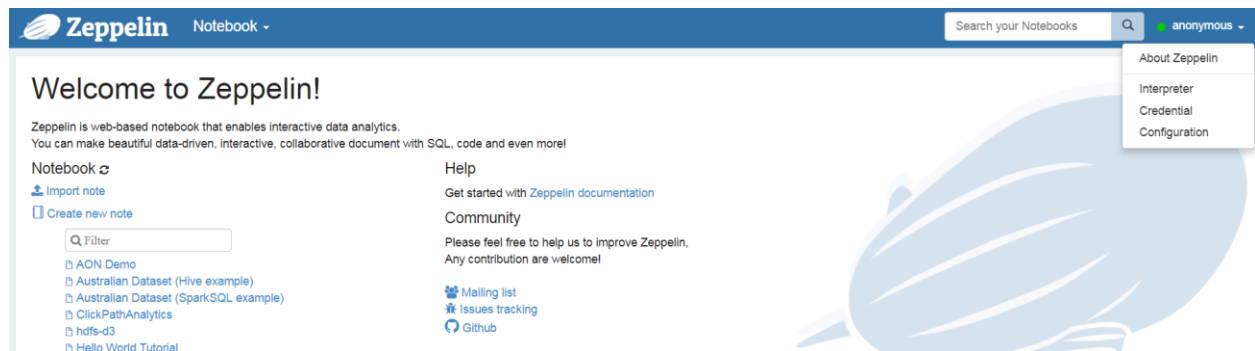 Zeppelin Notebook Search your Notebooks anonymous
About Zeppelin
Interpreter
Credential
Configuration
Welcome to Zeppelin!
Zeppelin is web-based notebook that enables interactive data analytics.
You can make beautiful data-driven, interactive, collaborative document with SQL, code and even more!
Notebook
Import note
Create new note
Filter
AON Demo
Australian Dataset (Hive example)
Australian Dataset (SparkSQL example)
ClickPathAnalytics
hdfs-d3
Hello World Tutorial
Help
Get started with Zeppelin documentation
Community
Please feel free to help us to improve Zeppelin,
Any contribution are welcome!
Mailing list
Issues tracking
Github